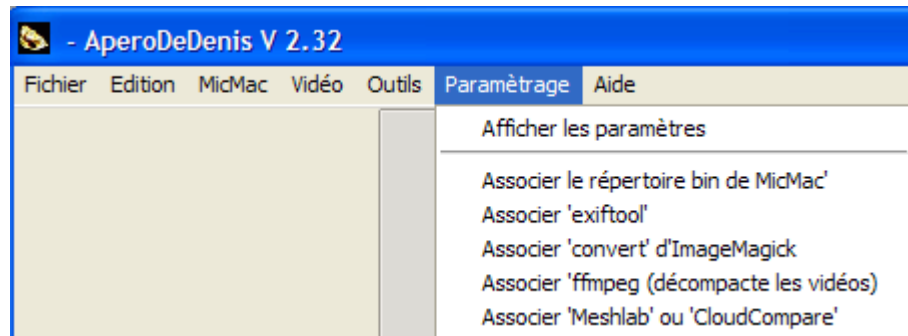 - AperoDeDenis V 2.32
Fichier Edition MicMac Vidéo Outils Paramètrage Aide
Afficher les paramètres
Associer le répertoire bin de MicMac'
Associer 'exiftool'
Associer 'convert' d'ImageMagick
Associer 'ffmpeg (décompacte les vidéos)
Associer 'Meshlab' ou 'CloudCompare'